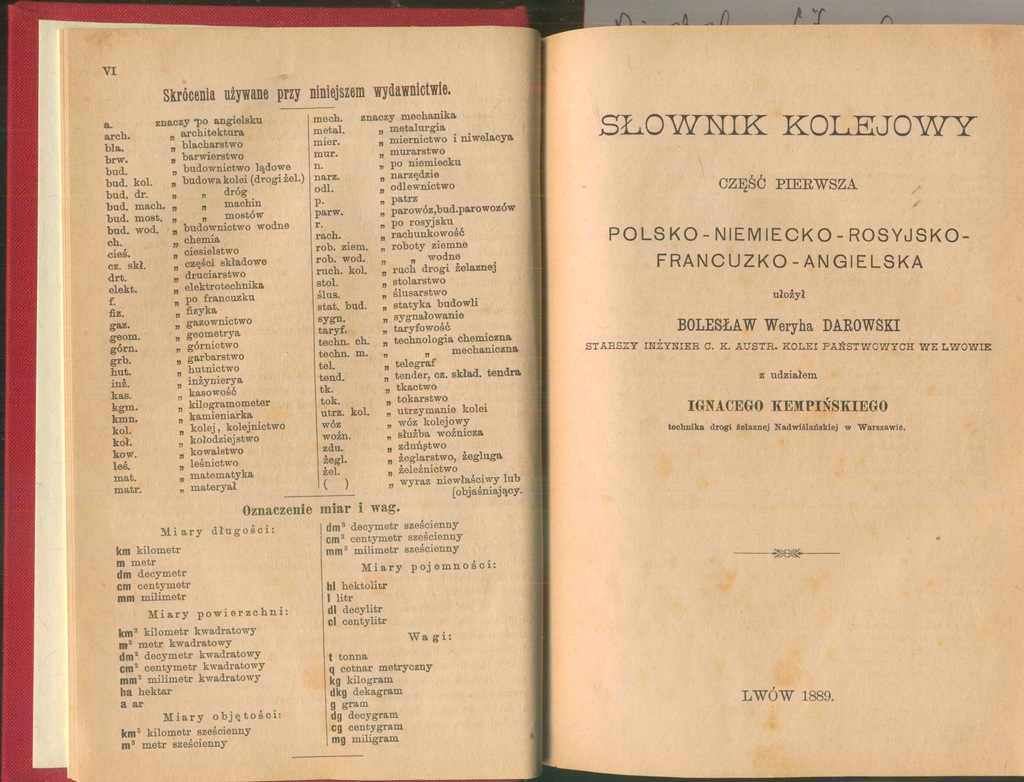 VI
Skrócenia używane przy niniejszem wydawnictwie.
a. znaczy po angielsku
arch. „ architektura
bla. „ blacharstwo
brw. „ barwierstwo
bud. „ budownictwo lądowe
bud. kol. „ budowa kolei (drogi żel.)
bud. dr. „ „ dróg
bud. mach. „ „ machin
bud. most. „ „ mostów
bud. wod. „ budownictwo wodne
ch. „ chemia
cieś. „ ciesielstwo
cz. skł. „ części składowe
drt. „ druciarstwo
elekt. „ elektrotechnika
f. „ po francuzku
fiz. „ fizyka
gaz. „ gazownictwo
geom. „ geometrya
górn. „ górnictwo
grb. „ garbarstwo
hut. „ hutnictwo
inż. „ inżynierya
kas. „ kasowość
kgm. „ kilogramometer
kmn. „ kamieniarka
kol. „ kolej, kolejnictwo
koł. „ kołodziejstwo
kow. „ kowalstwo
leś. „ leśnictwo
mat. „ matematyka
matr. „ materyał
mech. znaczy mechanika
metal. „ metalurgia
mier. „ miernictwo i niwelacya
mur. „ murarstwo
n. „ po niemiecku
narz. „ narzędzie
odl. „ odlewnictwo
p. „ patrz
parw. „ parowóz,bud.parowozów
r. „ po rosyjsku
rach. „ rachunkowość
rob. ziem. „ roboty ziemne
rob. wod. „ „ wodne
ruch. kol. „ ruch drogi żelaznej
stol. „ stolarstwo
ślus. „ ślusarstwo
stat. bud. „ statyka budowli
sygn. „ sygnałowanie
taryf. „ taryfowość
techn. ch. „ technologia chemiczna
techn. m. „ „ mechaniczna
tel. „ telegraf
tend. „ tender, cz. skład. tendra
tk. „ tkactwo
tok. „ tokarstwo
utrz. kol. „ utrzymanie kolei
wóz „ wóz kolejowy
woźn. „ służba woźnicza
zdu. „ zduństwo
żegl. „ żeglarstwo, żegluga
żel. „ żeleźnictwo
( ) „ wyraz niewłaściwy lub
[objaśniający.
Oznaczenie miar i wag.
Miary długości:
km kilometr
m metr
dm decymetr
cm centymetr
mm milimetr
Miary powierzchni:
km² kilometr kwadratowy
m² metr kwadratowy
dm² decymetr kwadratowy
cm² centymetr kwadratowy
mm² milimetr kwadratowy
ha hektar
a ar
Miary objętości:
km³ kilometr sześcienny
m³ metr sześcienny
dm³ decymetr sześcienny
cm³ centymetr sześcienny
mm³ milimetr sześcienny
Miary pojemności:
hl hektolitr
l litr
dl decylitr
cl centylitr
Wagi:
t tonna
q cetnar metryczny
kg kilogram
dkg dekagram
g gram
dg decygram
cg centygram
mg miligram
SŁOWNIK KOLEJOWY
CZĘŚĆ PIERWSZA
POLSKO-NIEMIECKO-ROSYJSKO-
FRANCUZKO-ANGIELSKA
ułożył
BOLESŁAW Weryha DAROWSKI
STARSZY INŻYNIER C. K. AUSTR. KOLEI PAŃSTWOWYCH WE LWOWIE
z udziałem
IGNACEGO KEMPIŃSKIEGO
technika drogi żelaznej Nadwiślańskiej w Warszawie.
LWÓW 1889.